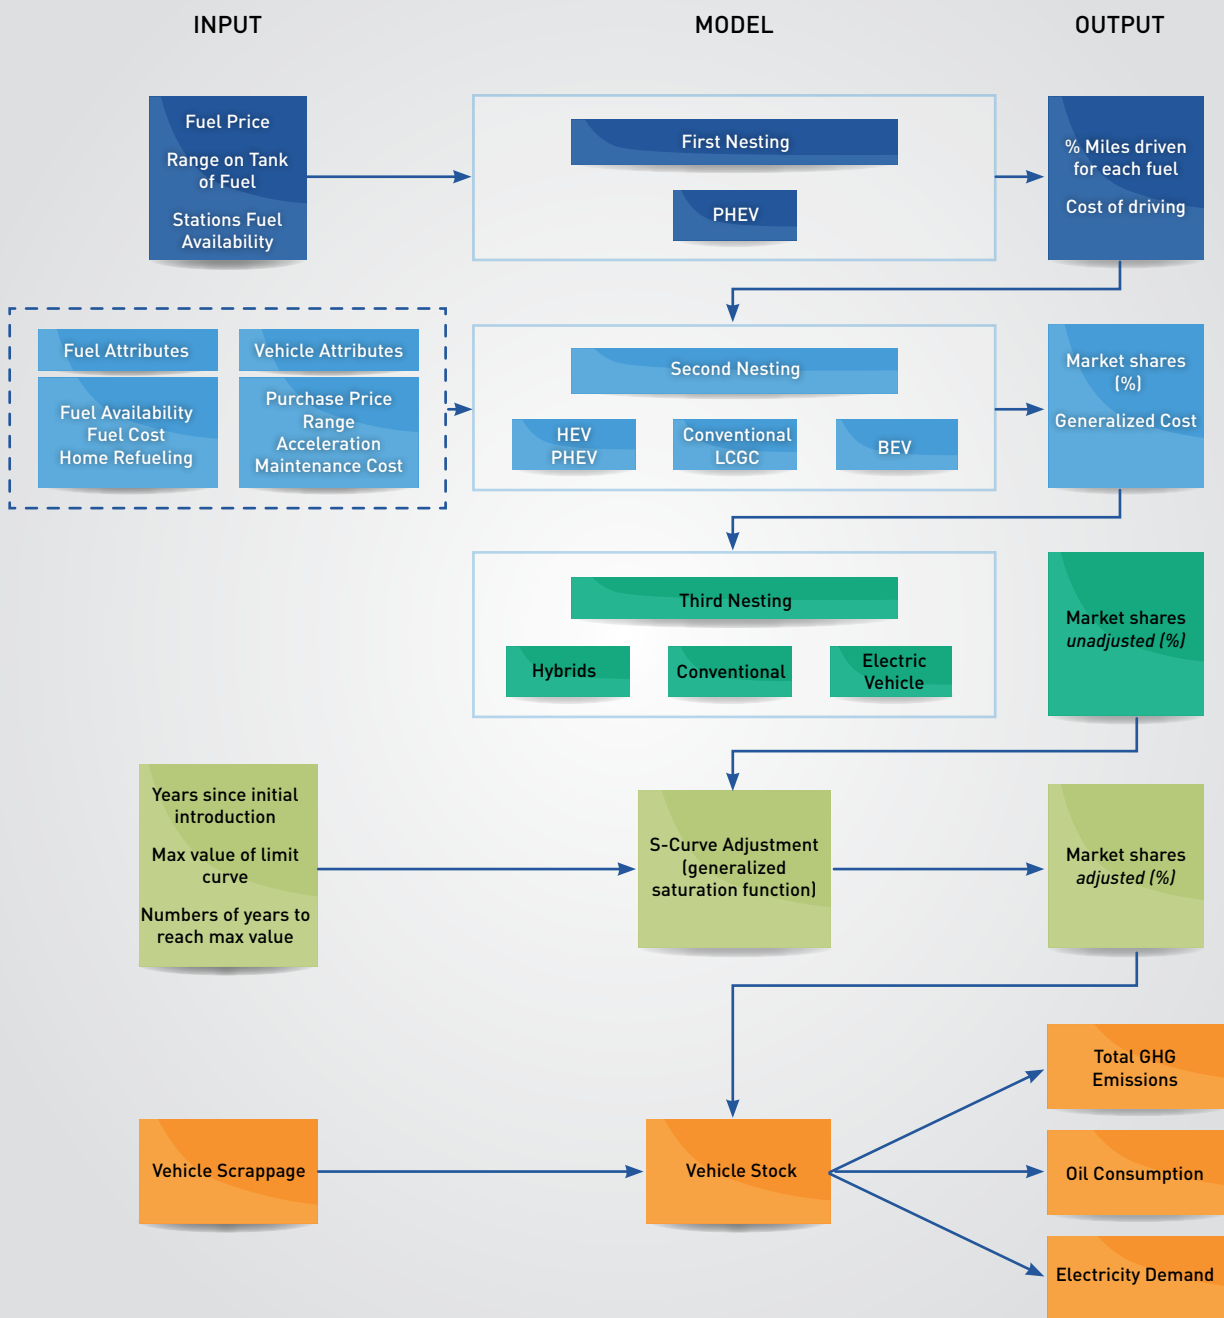 INPUT
MODEL
OUTPUT
Fuel Price
Range on Tank
of Fuel
Stations Fuel
Availability
First Nesting
PHEV
% Miles driven
for each fuel
Cost of driving
Fuel Attributes
Fuel Availability
Fuel Cost
Home Refueling
Vehicle Attributes
Purchase Price
Range
Acceleration
Maintenance Cost
Second Nesting
HEV
PHEV
Conventional
LCGC
BEV
Market shares
(%)
Generalized Cost
Third Nesting
Hybrids
Conventional
Electric
Vehicle
Market shares
unadjusted (%)
Years since initial
introduction
Max value of limit
curve
Numbers of years to
reach max value
S-Curve Adjustment
(generalized
saturation function)
Market shares
adjusted (%)
Vehicle Scrappage
Vehicle Stock
Total GHG
Emissions
Oil Consumption
Electricity Demand